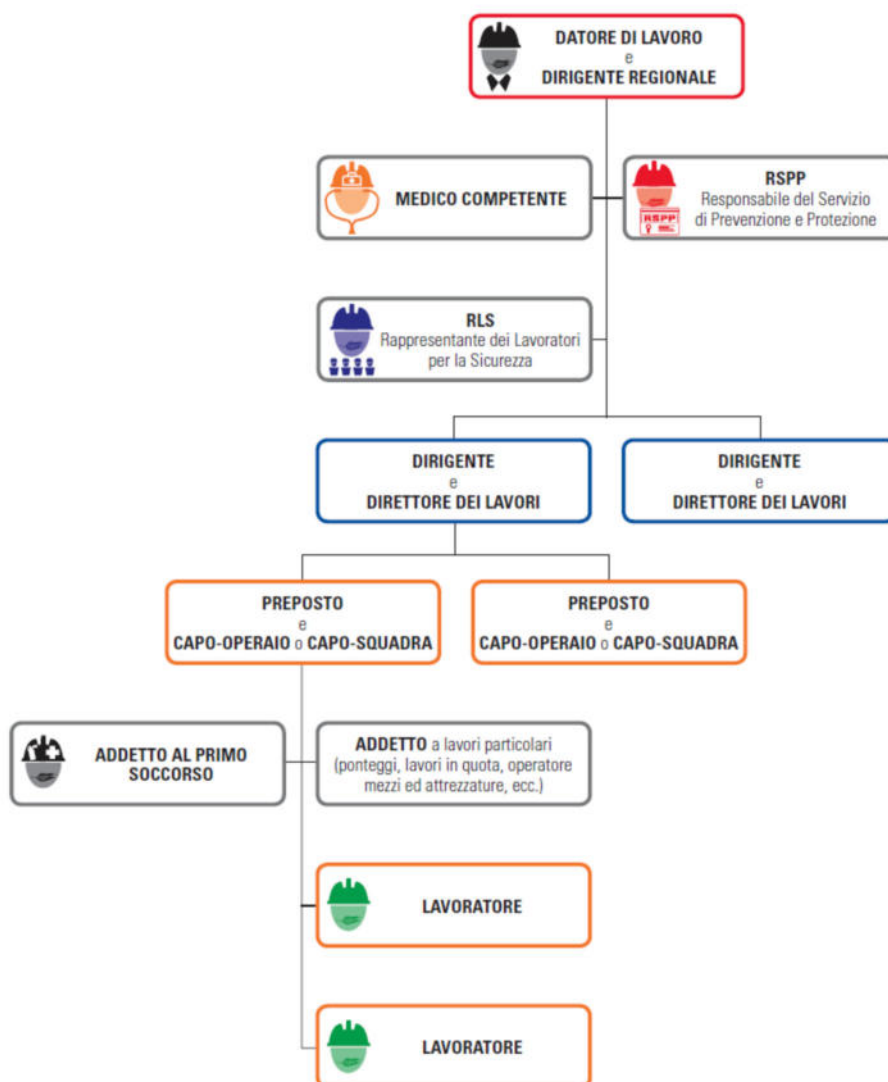 DATORE DI LAVORO
e
DIRIGENTE REGIONALE
MEDICO COMPETENTE
RSPP
Responsabile del Servizio
di Prevenzione e Protezione
RSPP
RLS
Rappresentante dei Lavoratori
per la Sicurezza
DIRIGENTE
e
DIRETTORE DEI LAVORI
DIRIGENTE
e
DIRETTORE DEI LAVORI
PREPOSTO
e
CAPO-OPERAIO o CAPO-SQUADRA
PREPOSTO
e
CAPO-OPERAIO o CAPO-SQUADRA
ADDETTO AL PRIMO
SOCCORSO
ADDETTO a lavori particolari
(ponteggi, lavori in quota, operatore
mezzi ed attrezzature, ecc.)
LAVORATORE
LAVORATORE